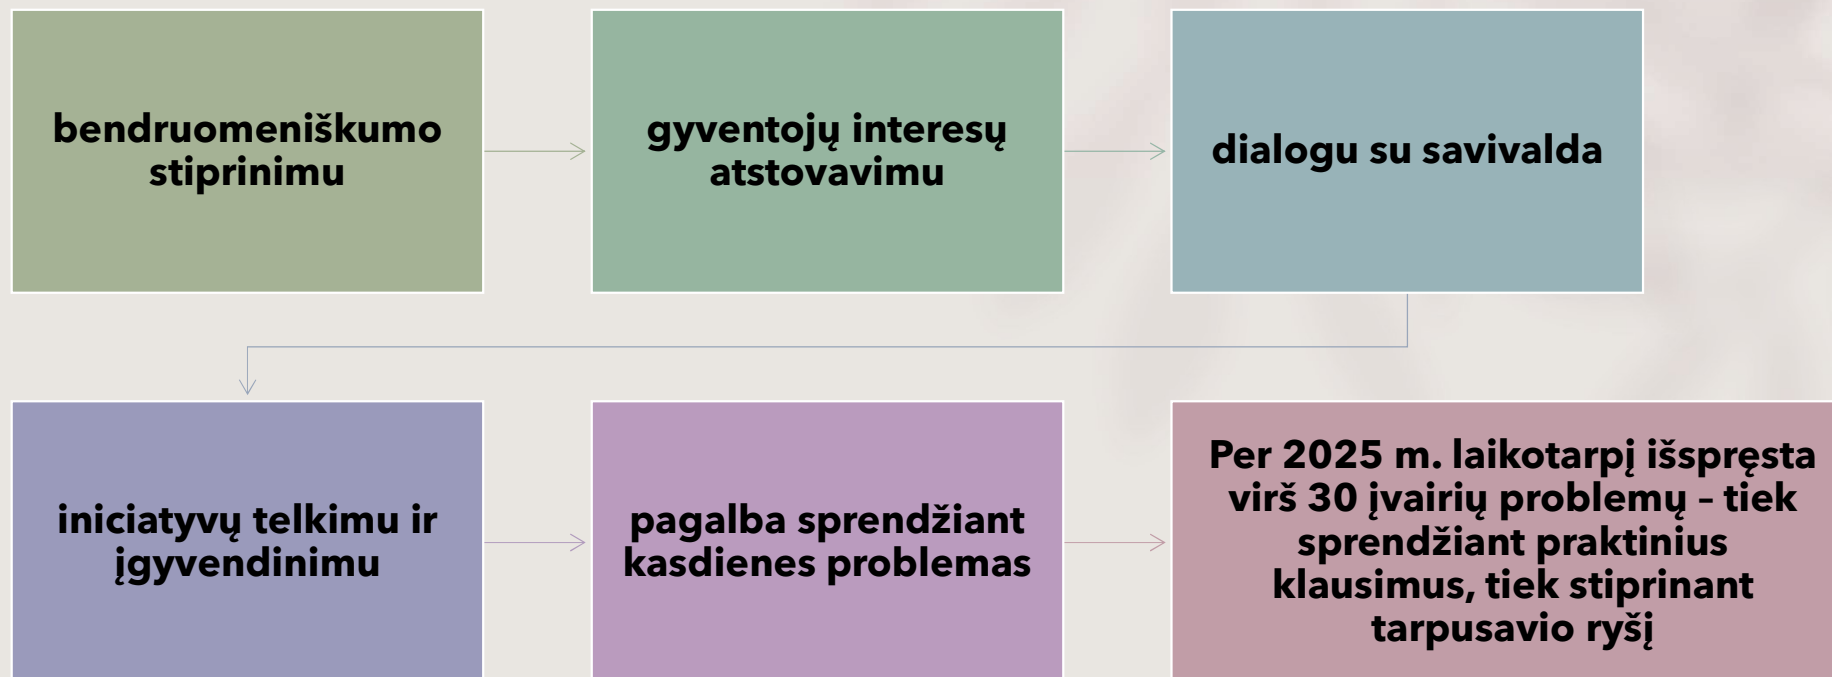 bendruomeniškumo
stiprinimu
gyventojų interesų
atstovavimu
dialogu su savivalda
iniciatyvų telkimu ir
įgyvendinimu
pagalba sprendžiant
kasdienes problemas
Per 2025 m. laikotarpį išspręsta
virš 30 įvairių problemų – tiek
sprendžiant praktinius
klausimus, tiek stiprinant
tarpusavio ryšį